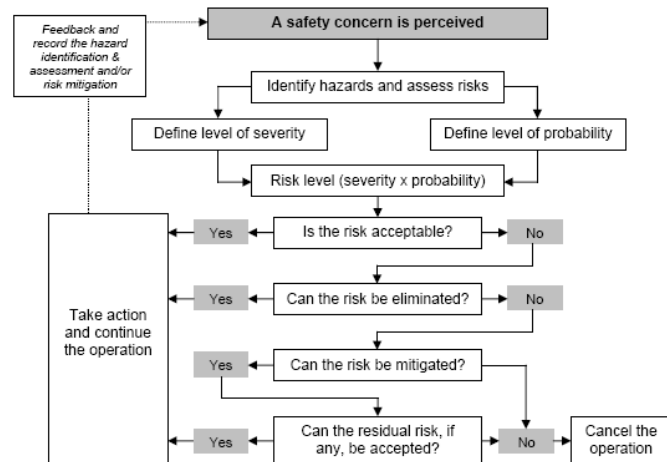 Feedback and
record the hazard
identification &
assessment and/or
risk mitigation
A safety concern is perceived
Identify hazards and assess risks
Define level of severity
Define level of probability
Risk level (severity x probability)
Yes
Is the risk acceptable?
No
Take action
and continue
the operation
Yes
Can the risk be eliminated?
No
Yes
Can the risk be mitigated?
Yes
Can the residual risk, if
any, be accepted?
No
Cancel the
operation